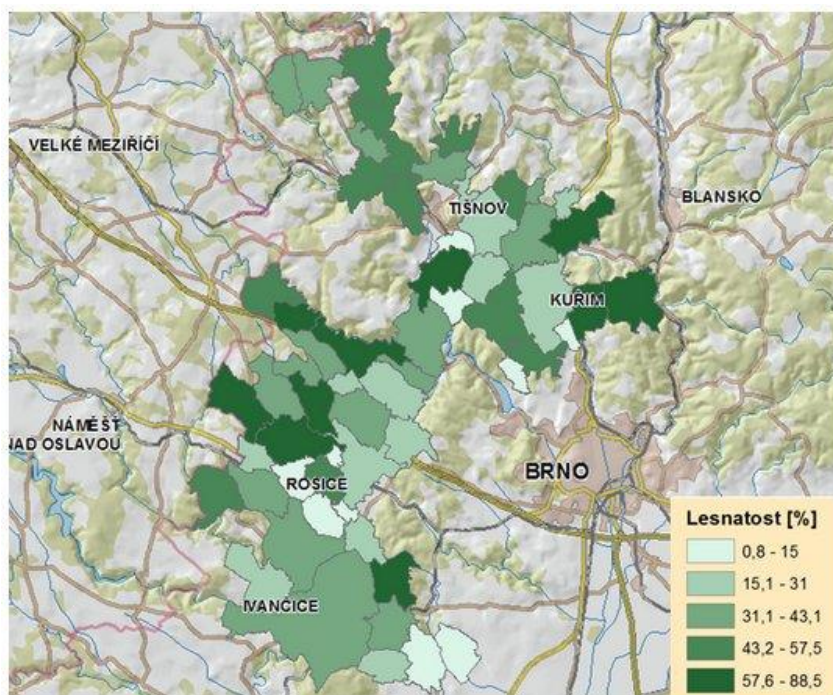 VELKÉ MEZIŘÍČÍ
BLANSKO
TIŠNOV
KUŘIM
NÁMĚŠŤ
NAD OSLAVOU
BRNO
ROSICE
IVANČICE
Lesnatost [%]
0,8 - 15
15,1 - 31
31,1 - 43,1
43,2 - 57,5
57,6 - 88,5